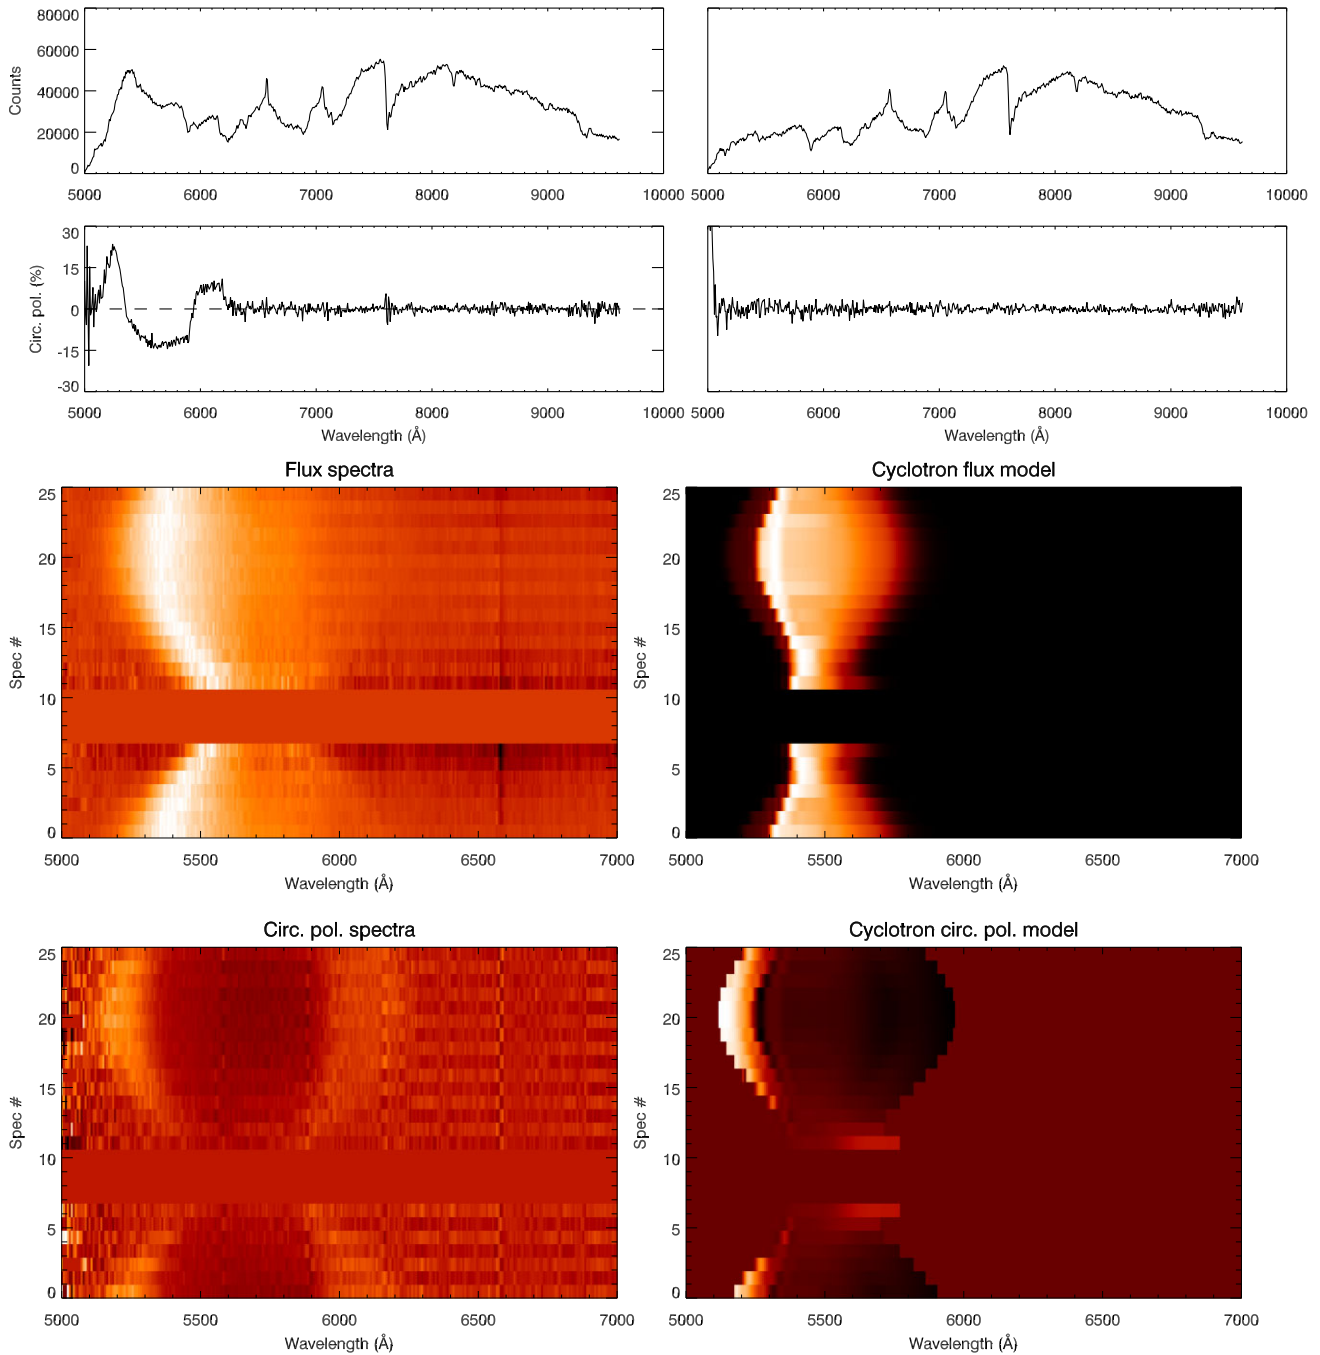 80000
60000
40000
20000
0
Counts
5000 6000 7000 8000 9000 10000
5000 6000 7000 8000 9000 10000
30
15
0
-15
-30
Circ. pol. (%)
5000 6000 7000 8000 9000 10000
5000 6000 7000 8000 9000 10000
Wavelength (Å)
Wavelength (Å)
Flux spectra
Cyclotron flux model
25
20
15
10
5
0
Spec #
25
20
15
10
5
0
Spec #
5000 5500 6000 6500 7000
5000 5500 6000 6500 7000
Wavelength (Å)
Wavelength (Å)
Circ. pol. spectra
Cyclotron circ. pol. model
25
20
15
10
5
0
Spec #
25
20
15
10
5
0
Spec #
5000 5500 6000 6500 7000
5000 5500 6000 6500 7000
Wavelength (Å)
Wavelength (Å)